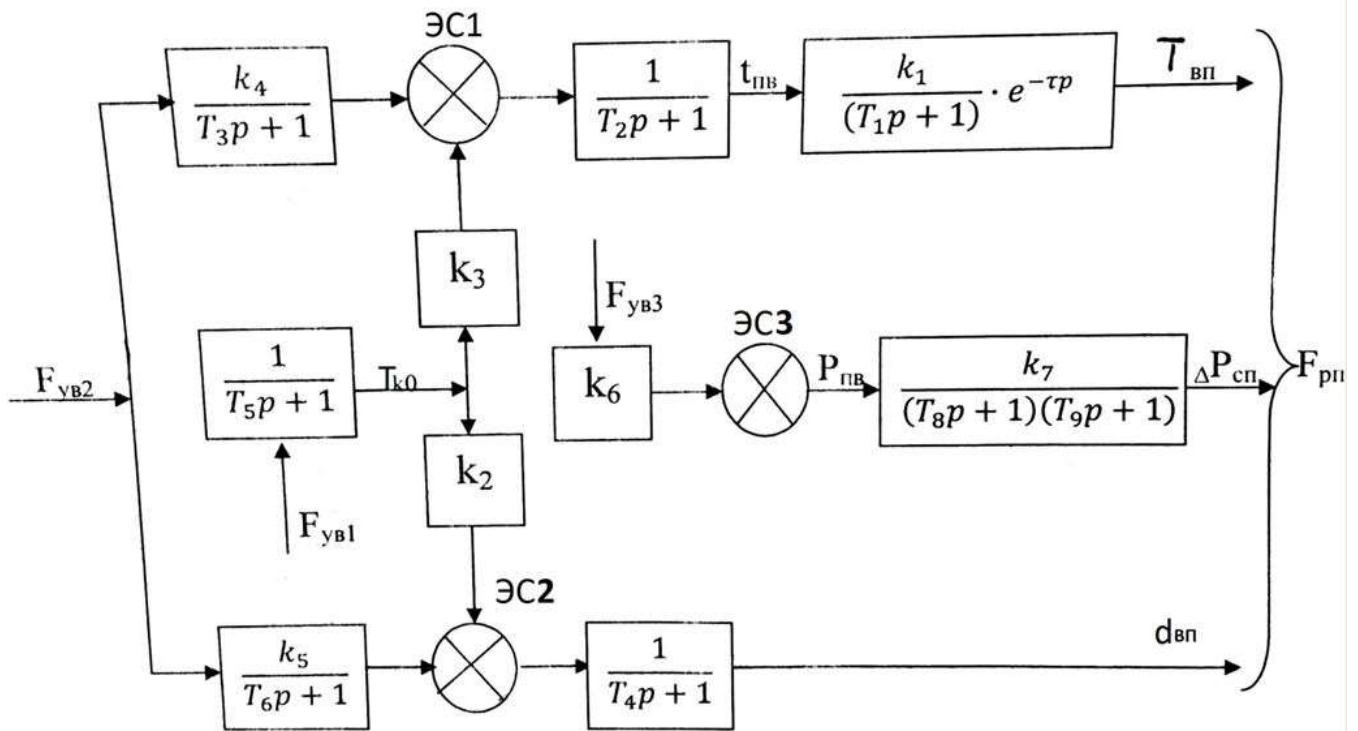 ЭС1
k₄ / (T₃p + 1)
1 / (T₂p + 1)
tпв
k₁ / (T₁p + 1) · e^(−τp)
Tвп
k₃
Fув3
ЭС3
Fув2
1 / (T₅p + 1)
Tk0
k₆
Pпв
k₇ / (T₈p + 1)(T₉p + 1)
ΔPсп
Fрп
k₂
Fув1
ЭС2
k₅ / (T₆p + 1)
1 / (T₄p + 1)
dвп